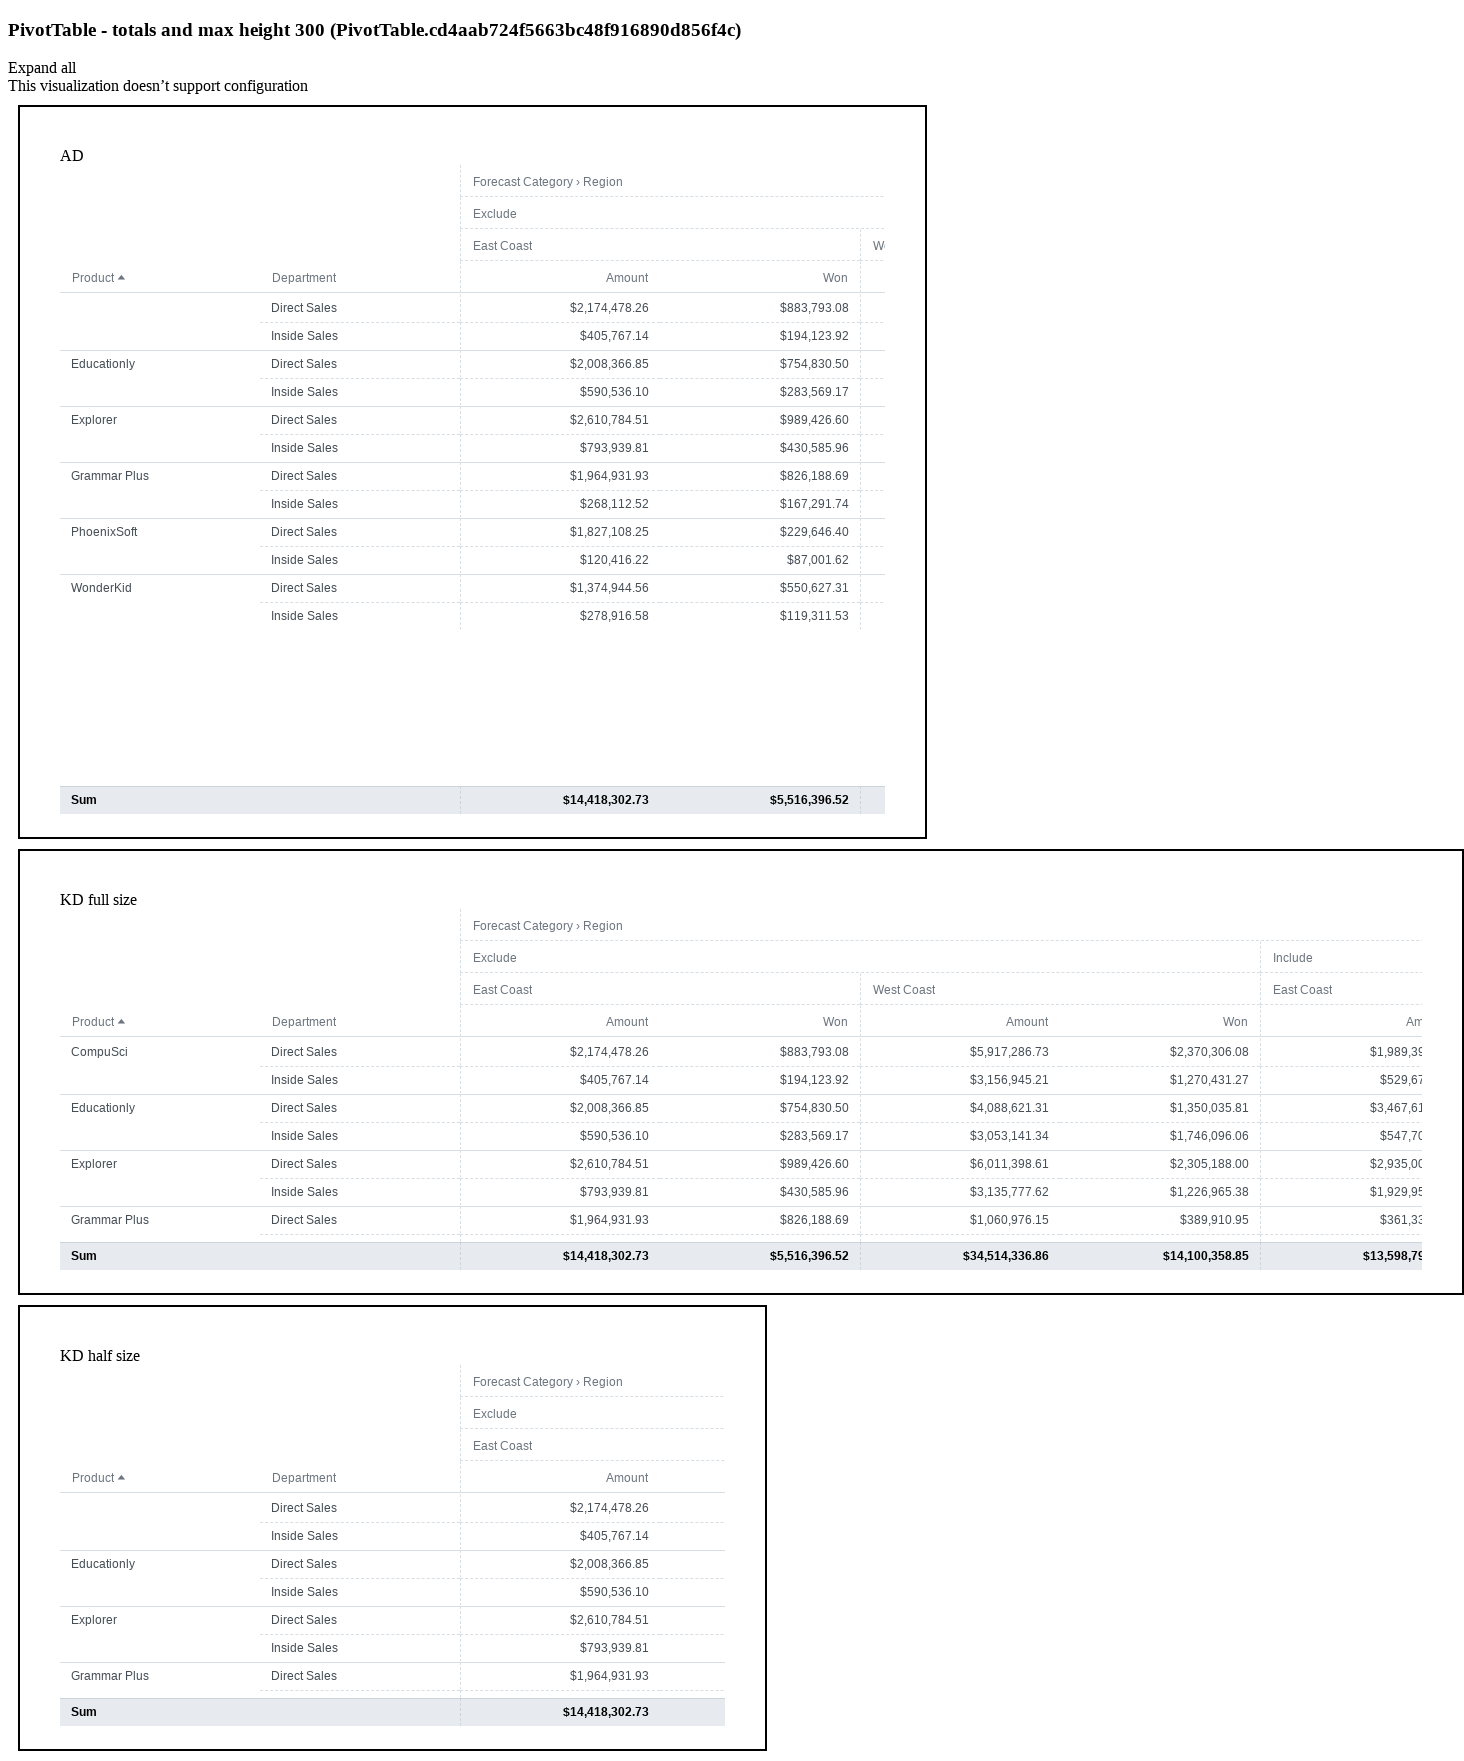 PivotTable - totals and max height 300 (PivotTable.cd4aab724f5663bc48f916890d856f4c)
Expand all
This visualization doesn’t support configuration
AD
Forecast Category › Region
Exclude
East Coast
Product Department Amount Won
Direct Sales $2,174,478.26 $883,793.08
Inside Sales $405,767.14 $194,123.92
Educationly Direct Sales $2,008,366.85 $754,830.50
Inside Sales $590,536.10 $283,569.17
Explorer Direct Sales $2,610,784.51 $989,426.60
Inside Sales $793,939.81 $430,585.96
Grammar Plus Direct Sales $1,964,931.93 $826,188.69
Inside Sales $268,112.52 $167,291.74
PhoenixSoft Direct Sales $1,827,108.25 $229,646.40
Inside Sales $120,416.22 $87,001.62
WonderKid Direct Sales $1,374,944.56 $550,627.31
Inside Sales $278,916.58 $119,311.53
Sum $14,418,302.73 $5,516,396.52
KD full size
Forecast Category › Region
Exclude Include
East Coast West Coast East Coast
Product Department Amount Won Amount Won Am
CompuSci Direct Sales $2,174,478.26 $883,793.08 $5,917,286.73 $2,370,306.08 $1,989,39
Inside Sales $405,767.14 $194,123.92 $3,156,945.21 $1,270,431.27 $529,67
Educationly Direct Sales $2,008,366.85 $754,830.50 $4,088,621.31 $1,350,035.81 $3,467,61
Inside Sales $590,536.10 $283,569.17 $3,053,141.34 $1,746,096.06 $547,70
Explorer Direct Sales $2,610,784.51 $989,426.60 $6,011,398.61 $2,305,188.00 $2,935,00
Inside Sales $793,939.81 $430,585.96 $3,135,777.62 $1,226,965.38 $1,929,95
Grammar Plus Direct Sales $1,964,931.93 $826,188.69 $1,060,976.15 $389,910.95 $361,33
Sum $14,418,302.73 $5,516,396.52 $34,514,336.86 $14,100,358.85 $13,598,79
KD half size
Forecast Category › Region
Exclude
East Coast
Product Department Amount
Direct Sales $2,174,478.26
Inside Sales $405,767.14
Educationly Direct Sales $2,008,366.85
Inside Sales $590,536.10
Explorer Direct Sales $2,610,784.51
Inside Sales $793,939.81
Grammar Plus Direct Sales $1,964,931.93
Sum $14,418,302.73